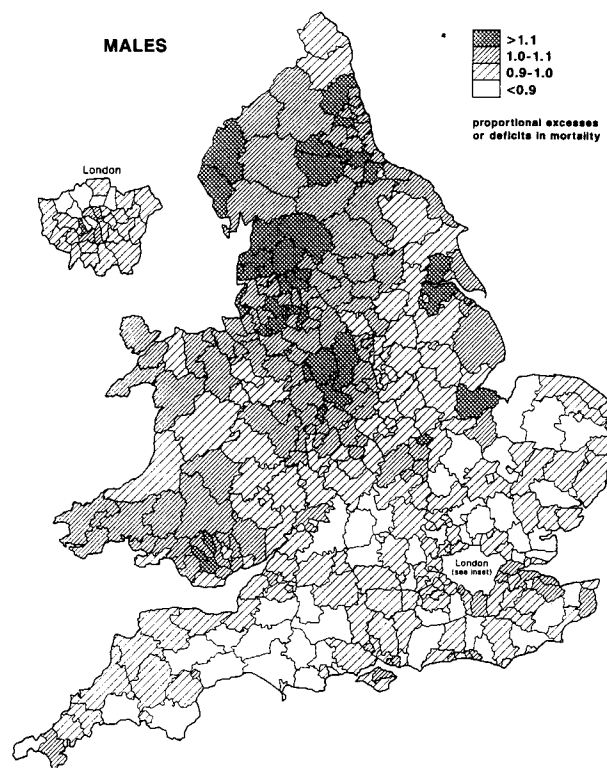 MALES
>1.1
1.0-1.1
0.9-1.0
<0.9
proportional excesses
or deficits in mortality
London
London
(see inset)